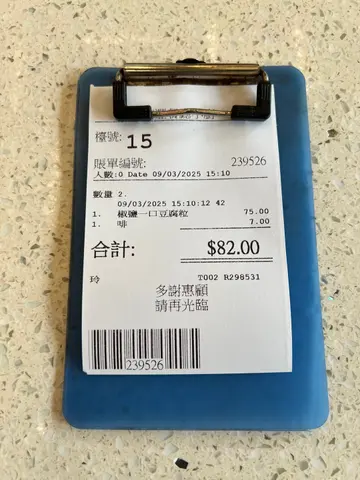 檯號: 15
賬單編號: 239526
人數:0 Date 09/03/2025 15:10
數量 2.
09/03/2025 15:10:12 42
1. 椒鹽一口豆腐粒 75.00
1. 啡 7.00
合計: $82.00
玲 T002 R298531
多謝惠顧
請再光臨
239526